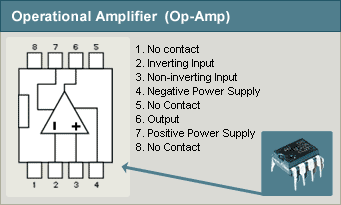 Operational Amplifier (Op-Amp)
8 7 6 5
1. No contact
2. Inverting Input
3. Non-inverting Input
4. Negative Power Supply
5. No Contact
6. Output
7. Positive Power Supply
8. No Contact
- +
1 2 3 4